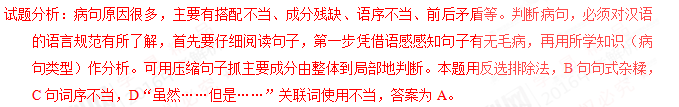 试题分析：病句原因很多，主要有搭配不当、成分残缺、语序不当、前后矛盾等。判断病句，必须对汉语
的语言规范有所了解，首先要仔细阅读句子，第一步凭借语感感知句子有无毛病，再用所学知识（病
句类型）作分析。可用压缩句子抓主要成分由整体到局部地判断。本题用反选排除法，B 句句式杂糅，
C 句词序不当，D“虽然……但是……”关联词使用不当，答案为 A。